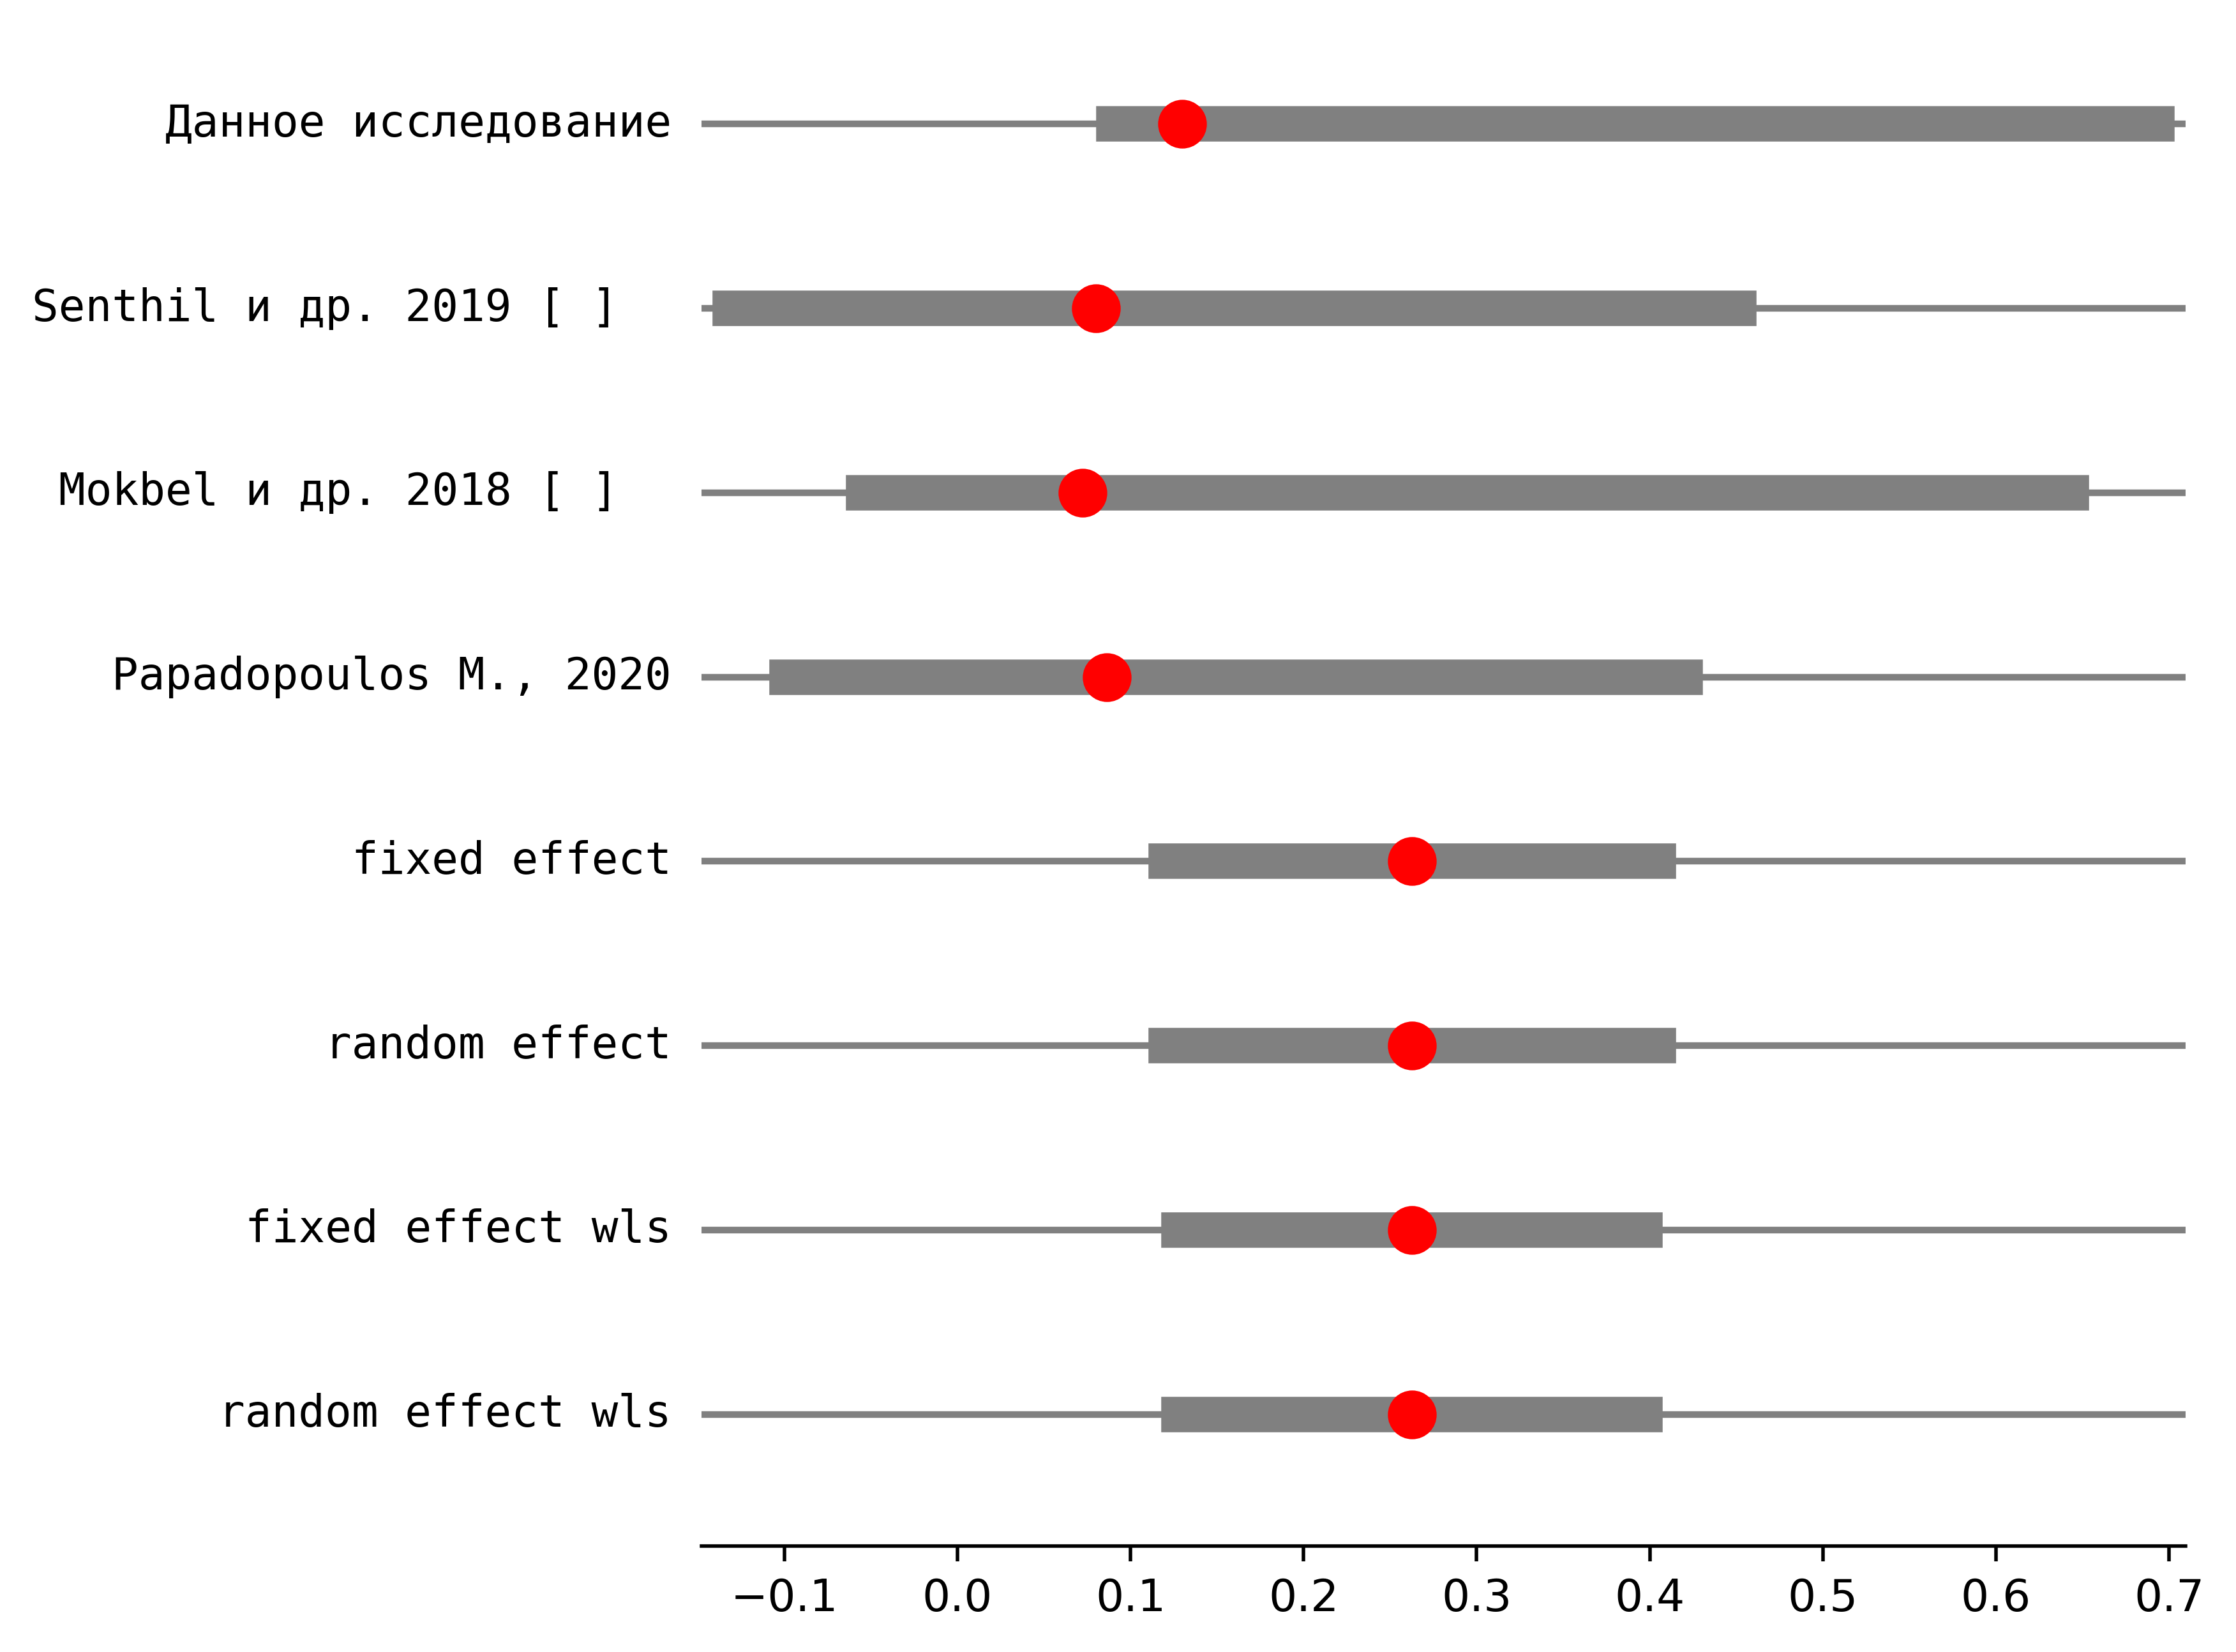 Данное исследование
Senthil и др. 2019 [ ]
Mokbel и др. 2018 [ ]
Papadopoulos M., 2020
fixed effect
random effect
fixed effect wls
random effect wls
−0.1 0.0 0.1 0.2 0.3 0.4 0.5 0.6 0.7